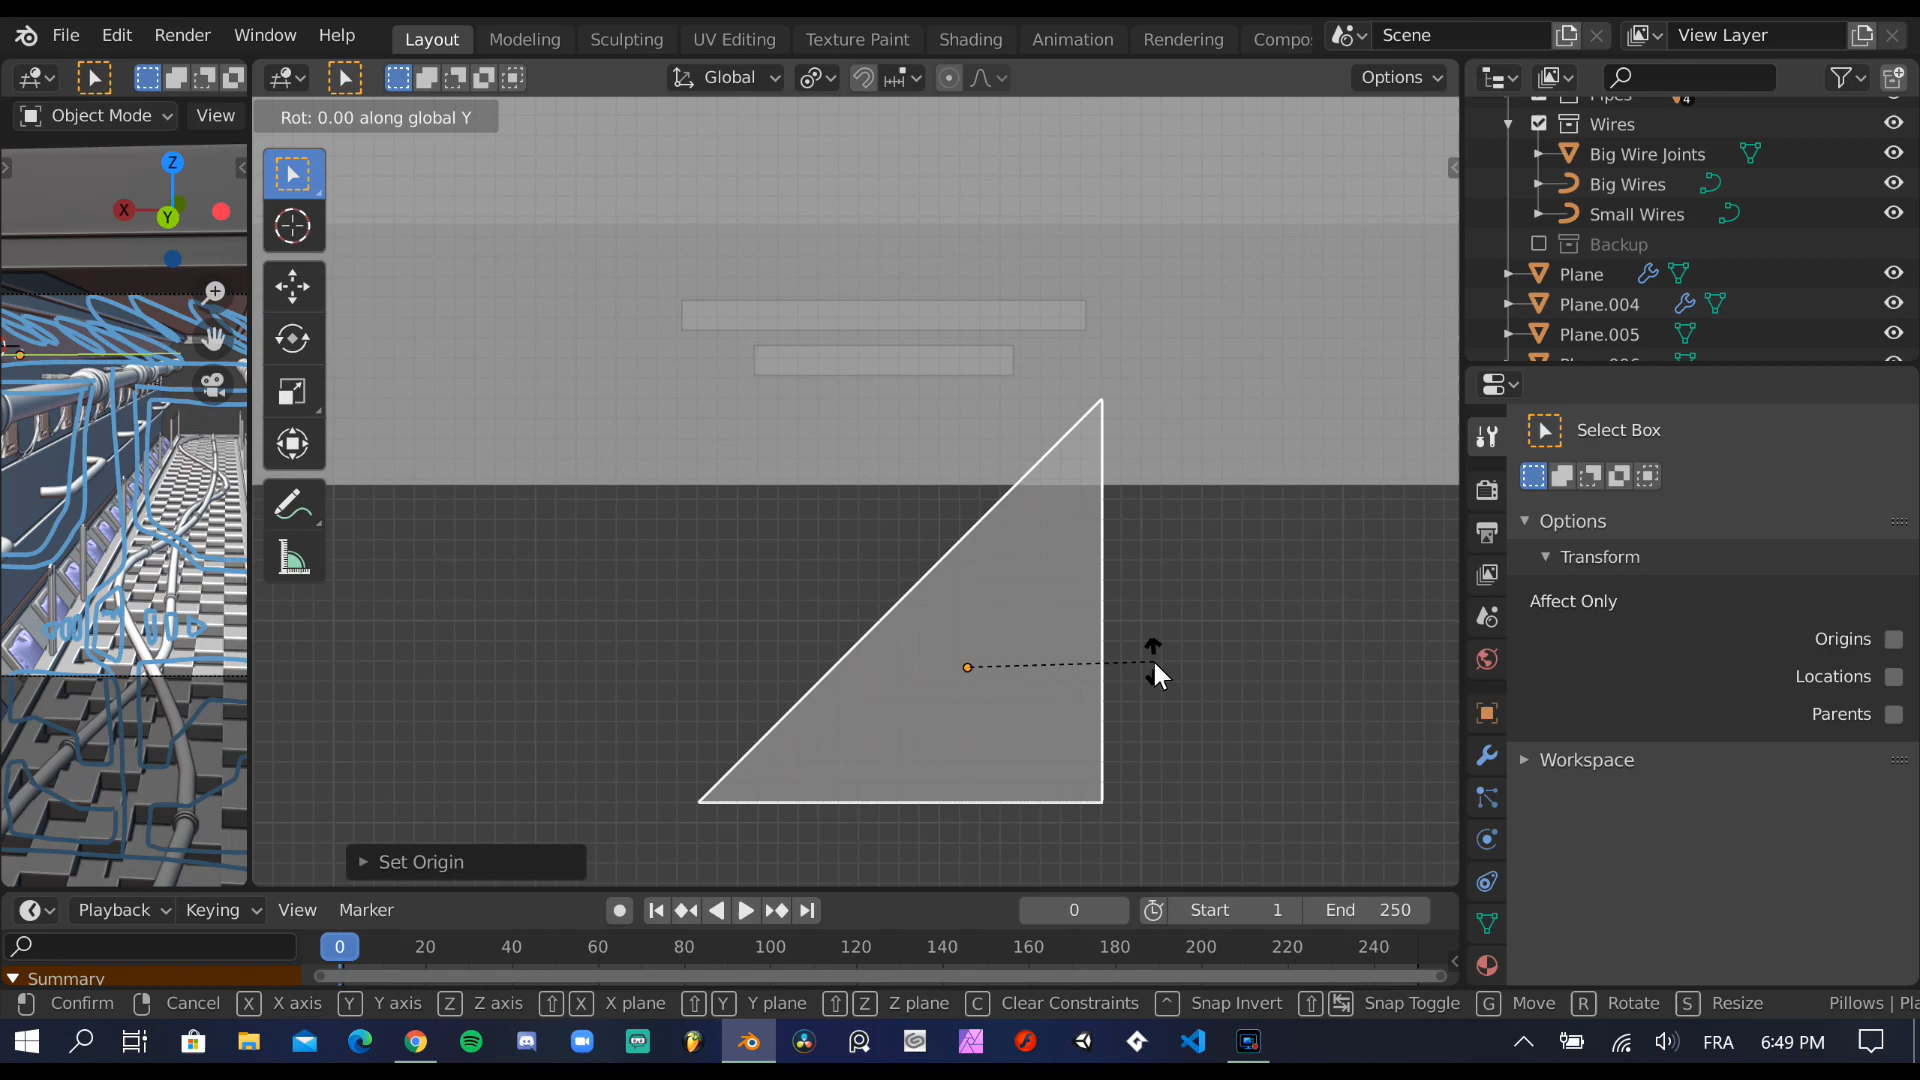 File Edit Render Window Help Layout Modeling Sculpting UV Editing Texture Paint Shading Animation Rendering Compo Scene View Layer
Global Options
Object Mode View
Rot: 0.00 along global Y
Z
X
Y
Pipes 4
Wires
Big Wire Joints
Big Wires
Small Wires
Backup
Plane
Plane.004
Plane.005
Plane.006
Select Box
Options
Transform
Affect Only
Origins
Locations
Parents
Workspace
Set Origin
Playback Keying View Marker 0 Start 1 End 250
0 20 40 60 80 100 120 140 160 180 200 220 240
Summary
Confirm Cancel X X axis Y Y axis Z Z axis X X plane Y Y plane Z Z plane C Clear Constraints ^ Snap Invert Snap Toggle G Move R Rotate S Resize Pillows | Pla
FRA 6:49 PM